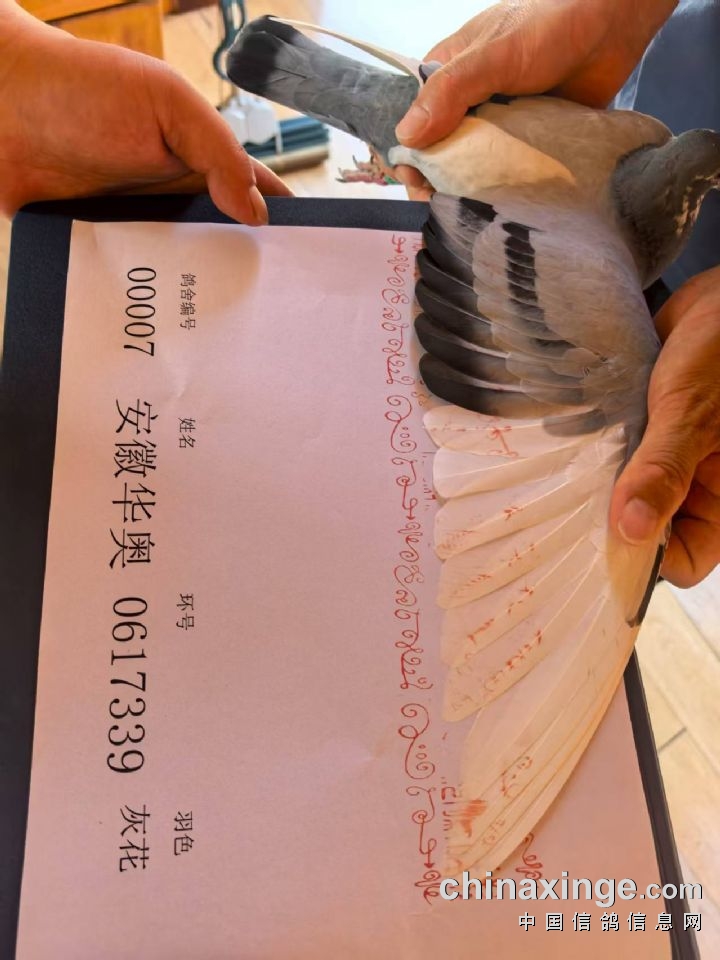 鸽舍编号 姓名 环号 羽色
00007 安徽华奥 0617339 灰花
chinaxinge.com
中国信鸽信息网